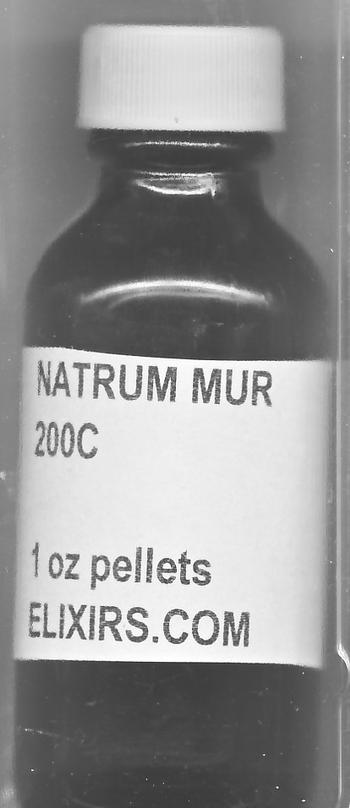 NATRUM MUR
200C
1 oz pellets
ELIXIRS.COM